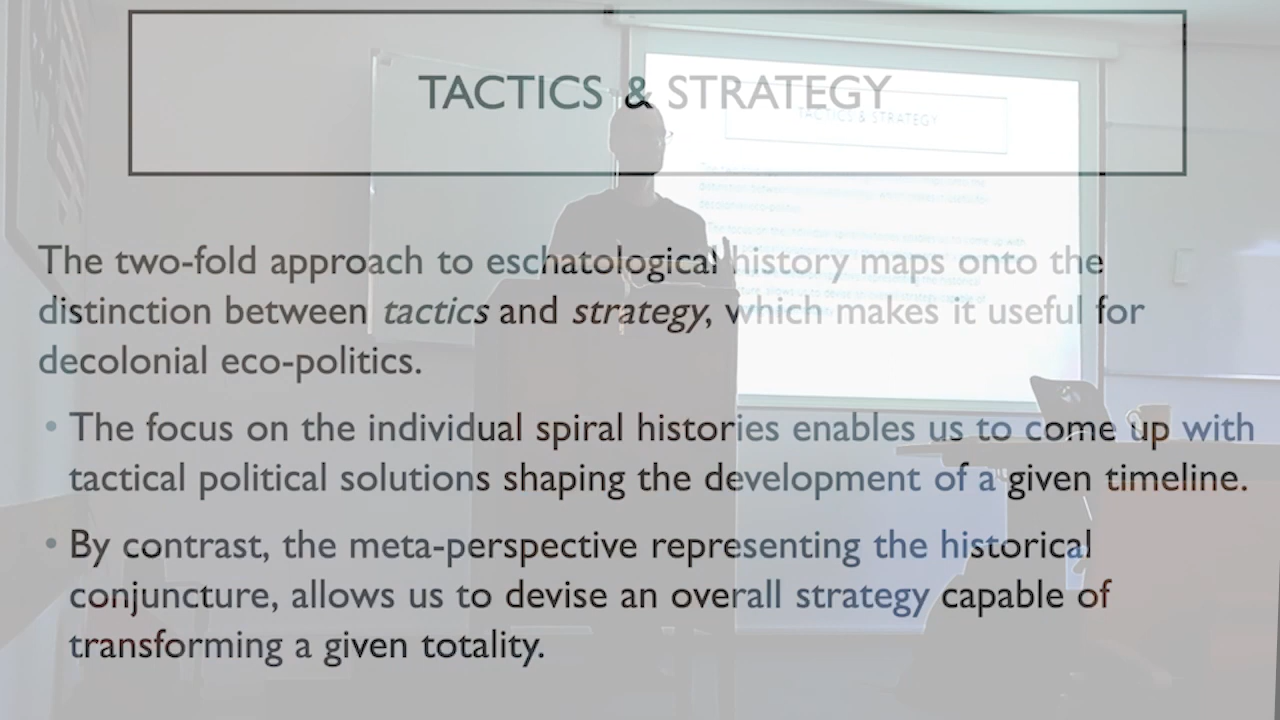 TACTICS & STRATEGY
The two-fold approach to eschatological history maps onto the
distinction between tactics and strategy, which makes it useful for
decolonial eco-politics.
• The focus on the individual spiral histories enables us to come up with
tactical political solutions shaping the development of a given timeline.
• By contrast, the meta-perspective representing the historical
conjuncture, allows us to devise an overall strategy capable of
transforming a given totality.
TACTICS & STRATEGY